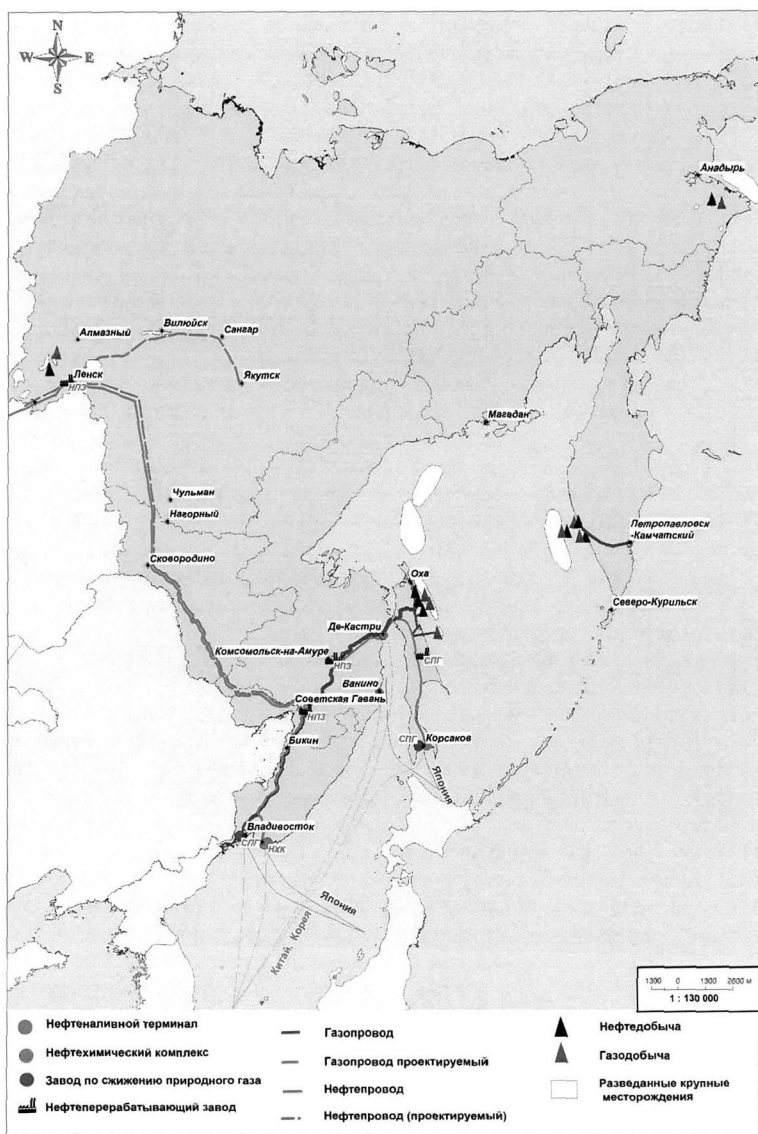 N
W E
S
Анадырь
Алмазный
Вилюйск
Сангар
Ленск
НПЗ
Якутск
Магадан
Чульман
Нагорный
Петропавловск
-Камчатский
Сковородино
Оха
Северо-Курильск
Де-Кастри
Комсомольск-на-Амуре
НПЗ
СПГ
Ванино
Советская Гавань
НПЗ
Бикин
СПГ
Корсаков
Япония
Владивосток
СПГ
НХК
Япония
Китай, Корея
1300 0 1300 2600 м
1 : 130 000
Нефтеналивной терминал
Нефтехимический комплекс
Завод по сжижению природного газа
Нефтеперерабатывающий завод
Газопровод
Газопровод проектируемый
Нефтепровод
Нефтепровод (проектируемый)
Нефтедобыча
Газодобыча
Разведанные крупные
месторождения